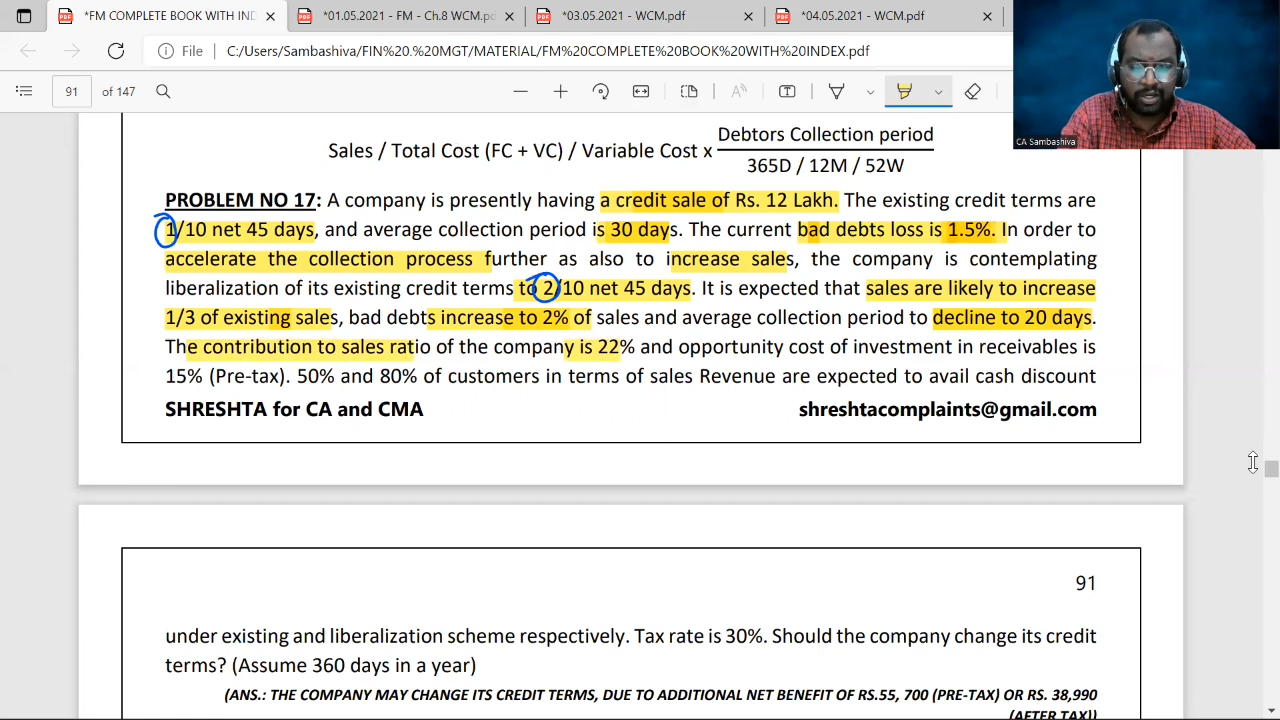 *FM COMPLETE BOOK WITH IND
*01.05.2021 - FM - Ch.8 WCM.pd
*03.05.2021 - WCM.pdf
*04.05.2021 - WCM.pdf
File C:/Users/Sambashiva/FIN%20.%20MGT/MATERIAL/FM%20COMPLETE%20BOOK%20WITH%20INDEX.pdf
91 of 147
CA Sambashiva
Debtors Collection period
Sales / Total Cost (FC + VC) / Variable Cost x
365D / 12M / 52W
PROBLEM NO 17: A company is presently having a credit sale of Rs. 12 Lakh. The existing credit terms are
1/10 net 45 days, and average collection period is 30 days. The current bad debts loss is 1.5%. In order to
accelerate the collection process further as also to increase sales, the company is contemplating
liberalization of its existing credit terms to 2/10 net 45 days. It is expected that sales are likely to increase
1/3 of existing sales, bad debts increase to 2% of sales and average collection period to decline to 20 days.
The contribution to sales ratio of the company is 22% and opportunity cost of investment in receivables is
15% (Pre-tax). 50% and 80% of customers in terms of sales Revenue are expected to avail cash discount
SHRESHTA for CA and CMA shreshtacomplaints@gmail.com
91
under existing and liberalization scheme respectively. Tax rate is 30%. Should the company change its credit
terms? (Assume 360 days in a year)
(ANS.: THE COMPANY MAY CHANGE ITS CREDIT TERMS, DUE TO ADDITIONAL NET BENEFIT OF RS.55, 700 (PRE-TAX) OR RS. 38,990
(AFTER TAX))